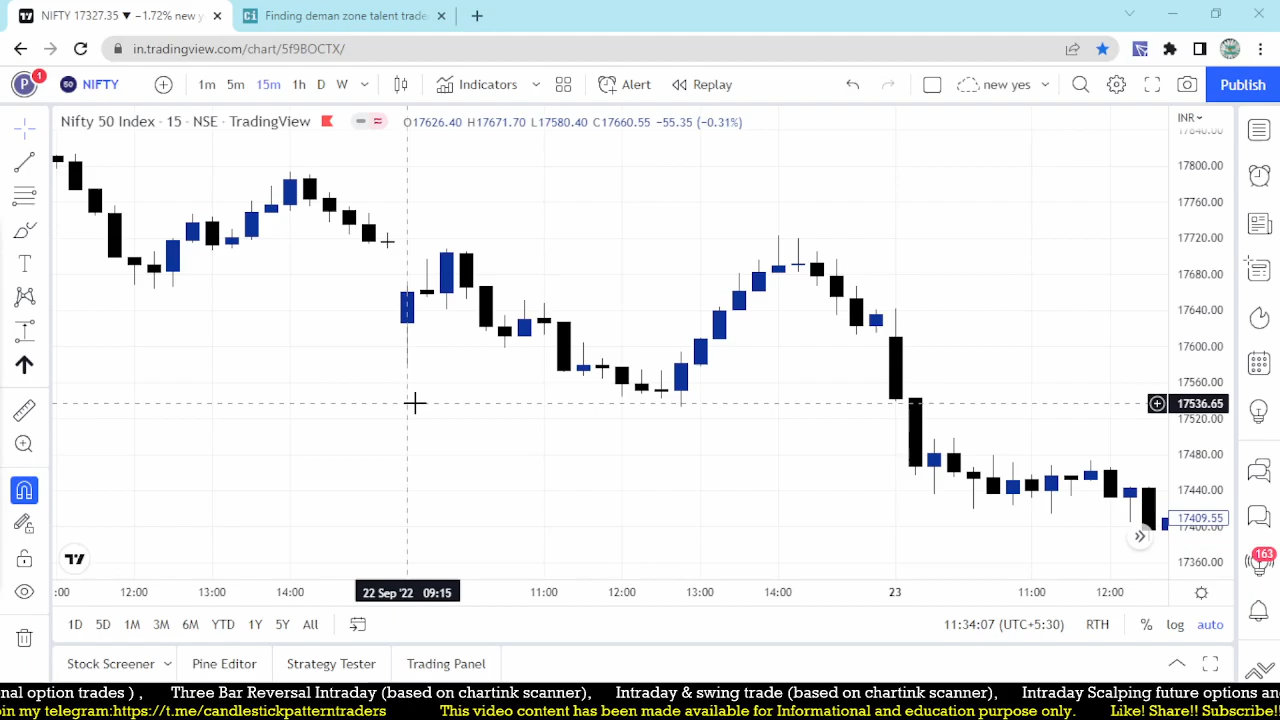 NIFTY 17327.35 ▼ −1.72% new y
Finding deman zone talent trade
in.tradingview.com/chart/5f9BOCTX/
P 1 50 NIFTY 1m 5m 15m 1h D W Indicators Alert Replay new yes Publish
Nifty 50 Index · 15 · NSE · TradingView O17626.40 H17671.70 L17580.40 C17660.55 −55.35 (−0.31%) INR
17840.00
17800.00
17760.00
17720.00
17680.00
17640.00
17600.00
17560.00
17536.65
17520.00
17480.00
17440.00
17409.55
17400.00
17360.00
163
:00 12:00 13:00 14:00 22 Sep '22 09:15 11:00 12:00 13:00 14:00 23 11:00 12:00
1D 5D 1M 3M 6M YTD 1Y 5Y All 11:34:07 (UTC+5:30) RTH % log auto
Stock Screener Pine Editor Strategy Tester Trading Panel
nal option trades ) , Three Bar Reversal Intraday (based on chartink scanner), Intraday & swing trade (based on chartink scanner), Intraday Scalping future options an
oin my telegram:https://t.me/candlestickpatterntraders This video content has been made available for Informational and education purpose only. Like! Share!! Subscribe!!